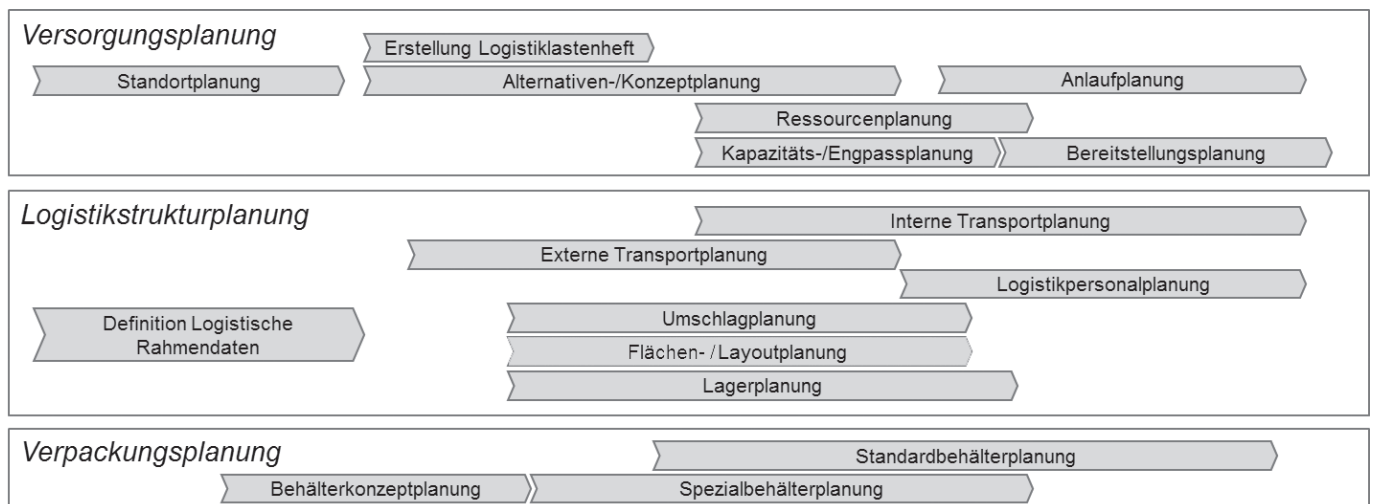 Versorgungsplanung
Erstellung Logistiklastenheft
Standortplanung
Alternativen-/Konzeptplanung
Anlaufplanung
Ressourcenplanung
Kapazitäts-/Engpassplanung
Bereitstellungsplanung
Logistikstrukturplanung
Interne Transportplanung
Externe Transportplanung
Logistikpersonalplanung
Definition Logistische
Rahmendaten
Umschlagplanung
Flächen- / Layoutplanung
Lagerplanung
Verpackungsplanung
Standardbehälterplanung
Behälterkonzeptplanung
Spezialbehälterplanung